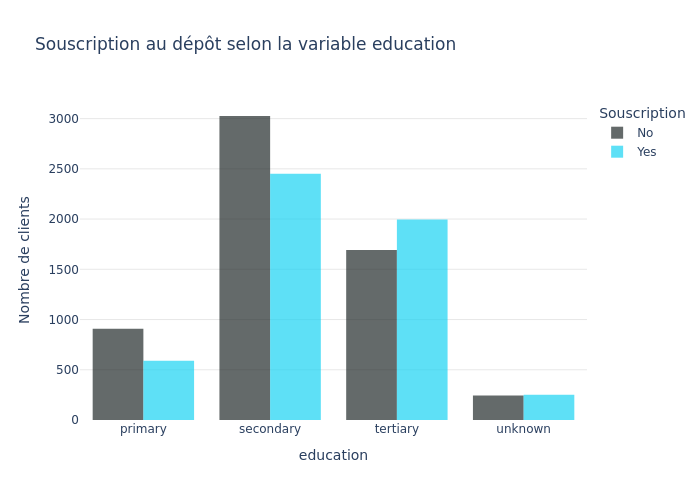 Souscription au dépôt selon la variable education
Souscription
No
Yes
Nombre de clients
3000
2500
2000
1500
1000
500
0
primary
secondary
tertiary
unknown
education